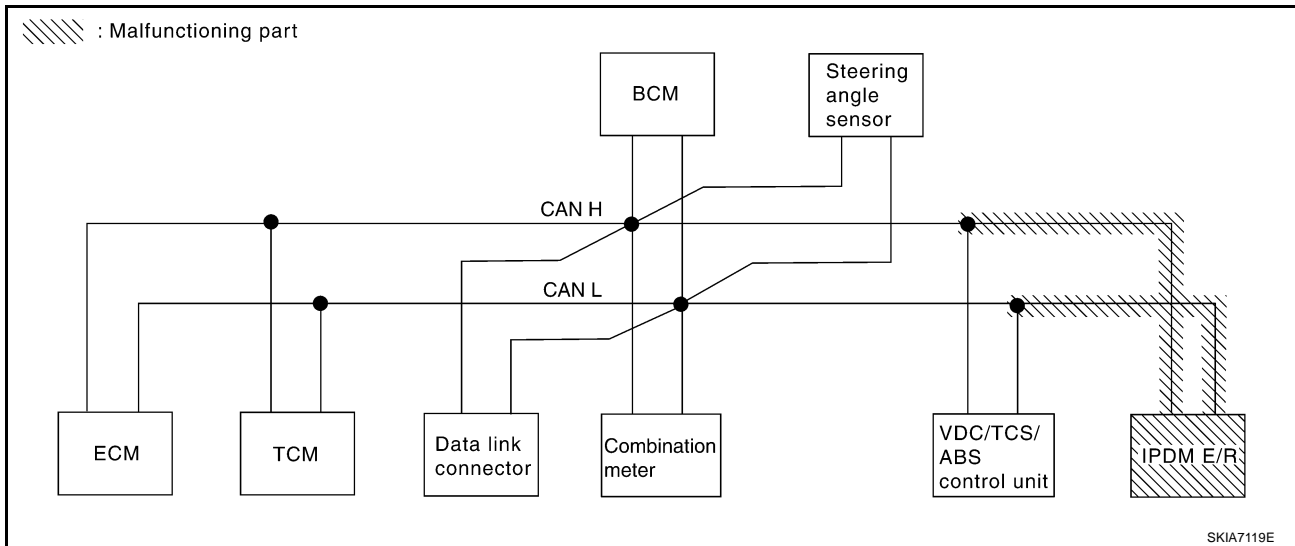 : Malfunctioning part
BCM
Steering
angle
sensor
CAN H
CAN L
ECM
TCM
Data link
connector
Combination
meter
VDC/TCS/
ABS
control unit
IPDM E/R
SKIA7119E